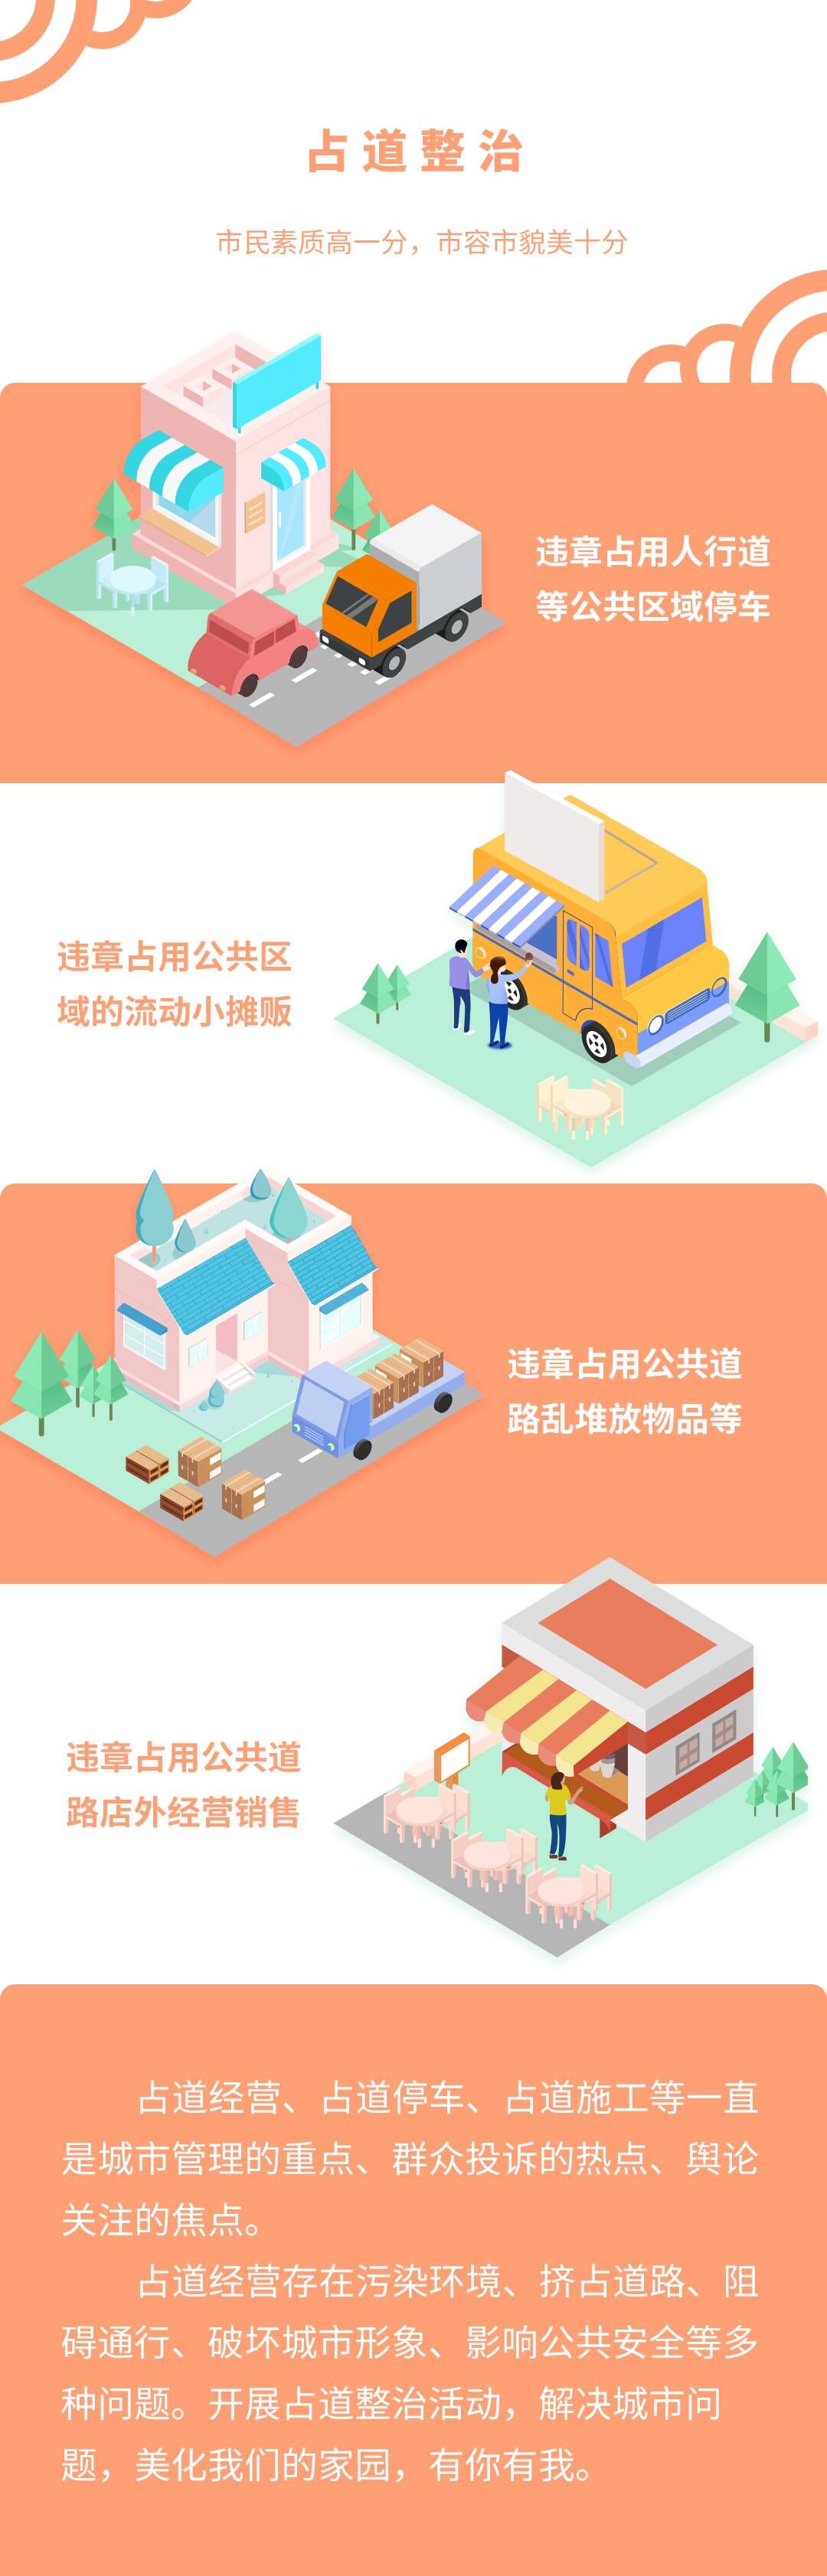 占道整治
市民素质高一分，市容市貌美十分
违章占用人行道
等公共区域停车
违章占用公共区
域的流动小摊贩
违章占用公共道
路乱堆放物品等
违章占用公共道
路店外经营销售
占道经营、占道停车、占道施工等一直
是城市管理的重点、群众投诉的热点、舆论
关注的焦点。
占道经营存在污染环境、挤占道路、阻
碍通行、破坏城市形象、影响公共安全等多
种问题。开展占道整治活动，解决城市问
题，美化我们的家园，有你有我。